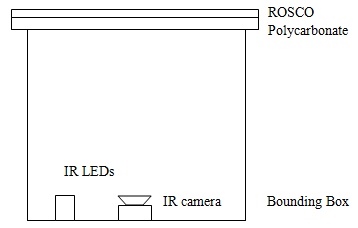 ROSCO
Polycarbonate
IR LEDs
IR camera
Bounding Box